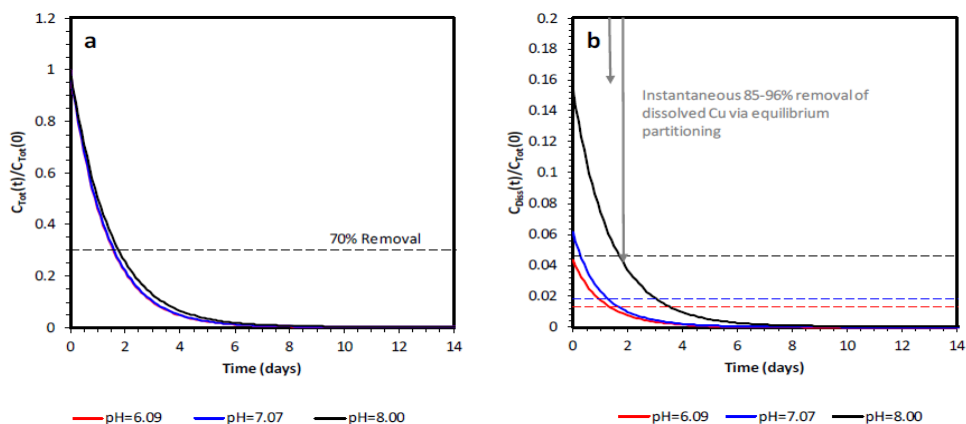 a
C_Tot(t)/C_Tot(0)
1.2
1
0.8
0.6
0.4
0.2
0
70% Removal
0 2 4 6 8 10 12 14
Time (days)
pH=6.09 pH=7.07 pH=8.00
b
C_Diss(t)/C_Tot(0)
0.2
0.18
0.16
0.14
0.12
0.10
0.08
0.06
0.04
0.02
0
Instantaneous 85-96% removal of
dissolved Cu via equilibrium
partitioning
0 2 4 6 8 10 12 14
Time (days)
pH=6.09 pH=7.07 pH=8.00